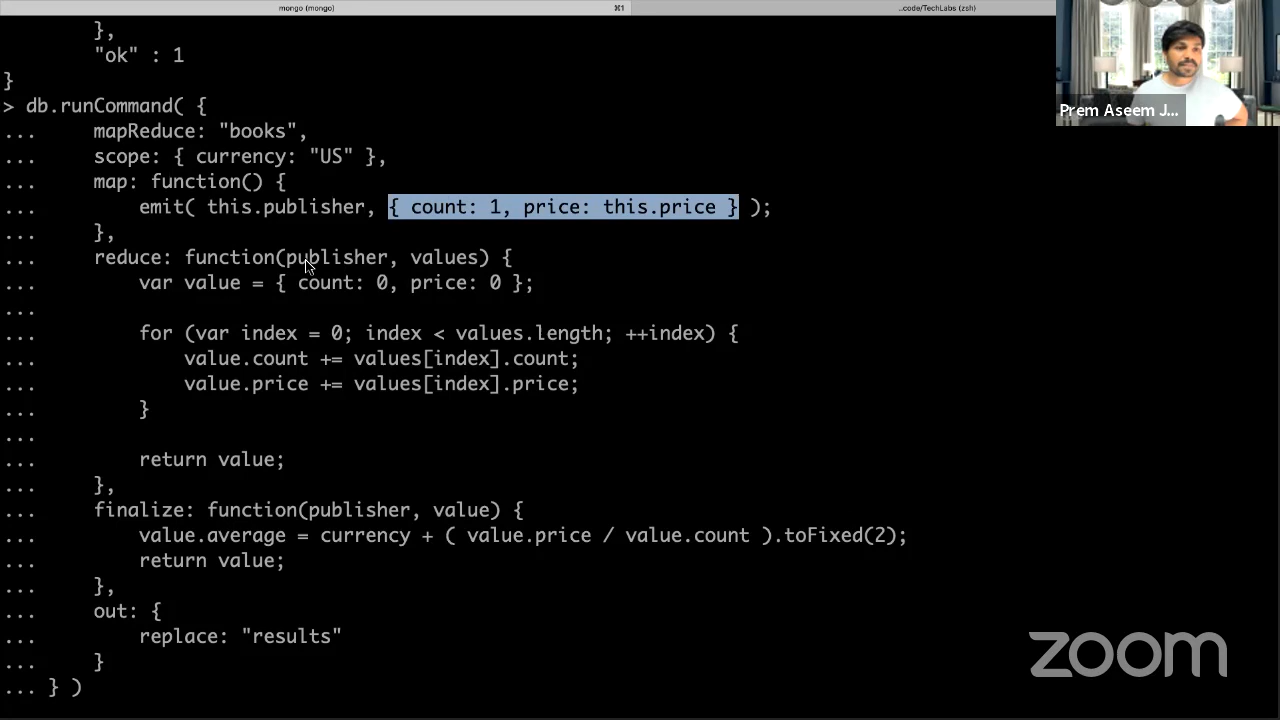 mongo (mongo)
⌘1
..code/TechLabs (zsh)
},
"ok" : 1
}
> db.runCommand( {
... mapReduce: "books",
... scope: { currency: "US" },
... map: function() {
... emit( this.publisher, { count: 1, price: this.price } );
... },
... reduce: function(publisher, values) {
... var value = { count: 0, price: 0 };
...
... for (var index = 0; index < values.length; ++index) {
... value.count += values[index].count;
... value.price += values[index].price;
... }
...
... return value;
... },
... finalize: function(publisher, value) {
... value.average = currency + ( value.price / value.count ).toFixed(2);
... return value;
... },
... out: {
... replace: "results"
... }
... } )
Prem Aseem J...
zoom